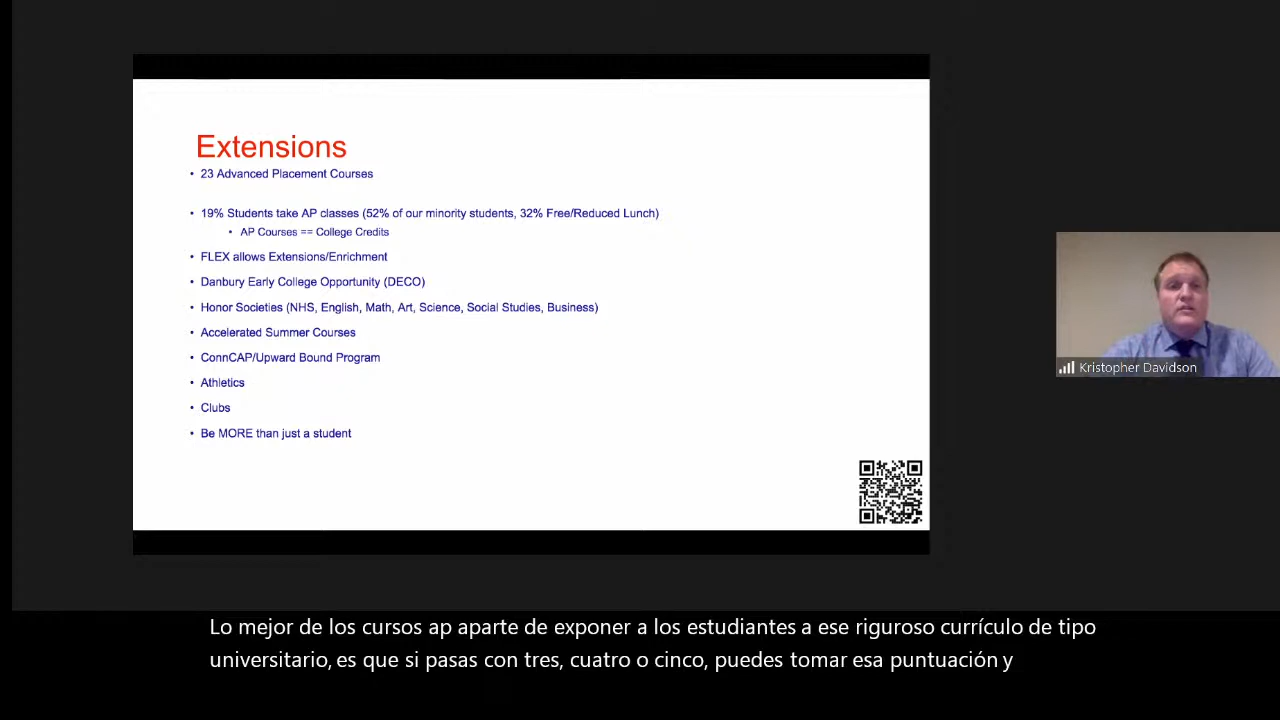 Extensions
• 23 Advanced Placement Courses
• 19% Students take AP classes (52% of our minority students, 32% Free/Reduced Lunch)
• AP Courses == College Credits
• FLEX allows Extensions/Enrichment
• Danbury Early College Opportunity (DECO)
• Honor Societies (NHS, English, Math, Art, Science, Social Studies, Business)
• Accelerated Summer Courses
• ConnCAP/Upward Bound Program
• Athletics
• Clubs
• Be MORE than just a student
Kristopher Davidson
Lo mejor de los cursos ap aparte de exponer a los estudiantes a ese riguroso currículo de tipo
universitario, es que si pasas con tres, cuatro o cinco, puedes tomar esa puntuación y